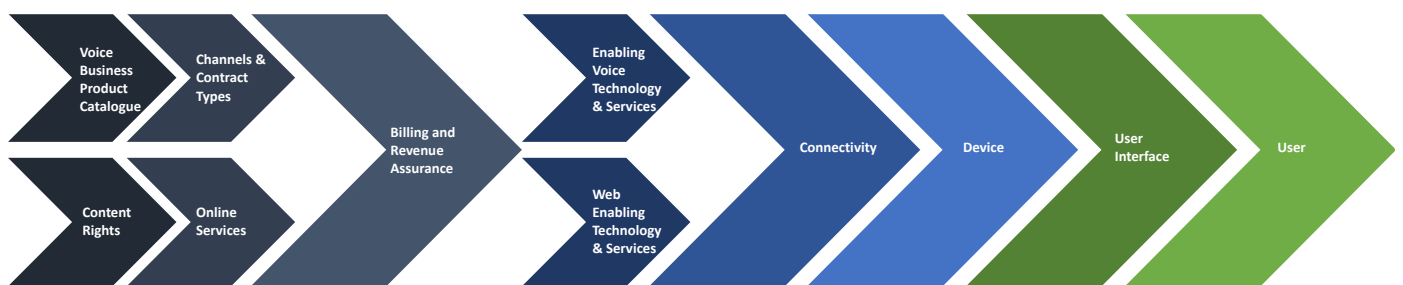 Voice
Business
Product
Catalogue
Channels &
Contract
Types
Content
Rights
Online
Services
Billing and
Revenue
Assurance
Enabling
Voice
Technology
& Services
Web
Enabling
Technology
& Services
Connectivity
Device
User
Interface
User